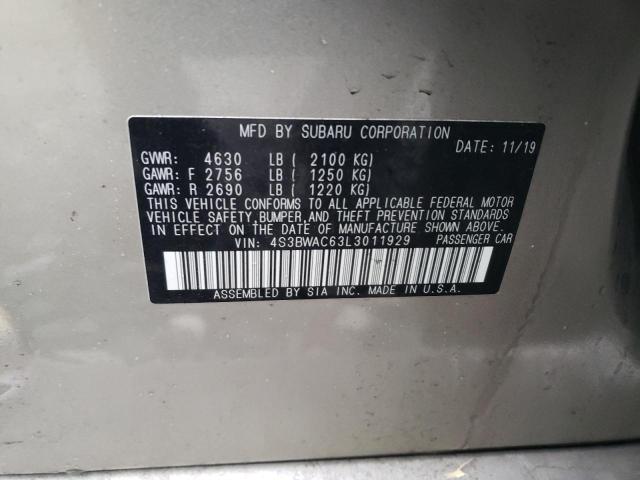 MFD BY SUBARU CORPORATION
DATE: 11/19
GVWR: 4630 LB ( 2100 KG)
GAWR: F 2756 LB ( 1250 KG)
GAWR: R 2690 LB ( 1220 KG)
THIS VEHICLE CONFORMS TO ALL APPLICABLE FEDERAL MOTOR
VEHICLE SAFETY, BUMPER, AND THEFT PREVENTION STANDARDS
IN EFFECT ON THE DATE OF MANUFACTURE SHOWN ABOVE.
VIN: 4S3BWAC63L3011929 PASSENGER CAR
ASSEMBLED BY SIA INC. MADE IN U.S.A.